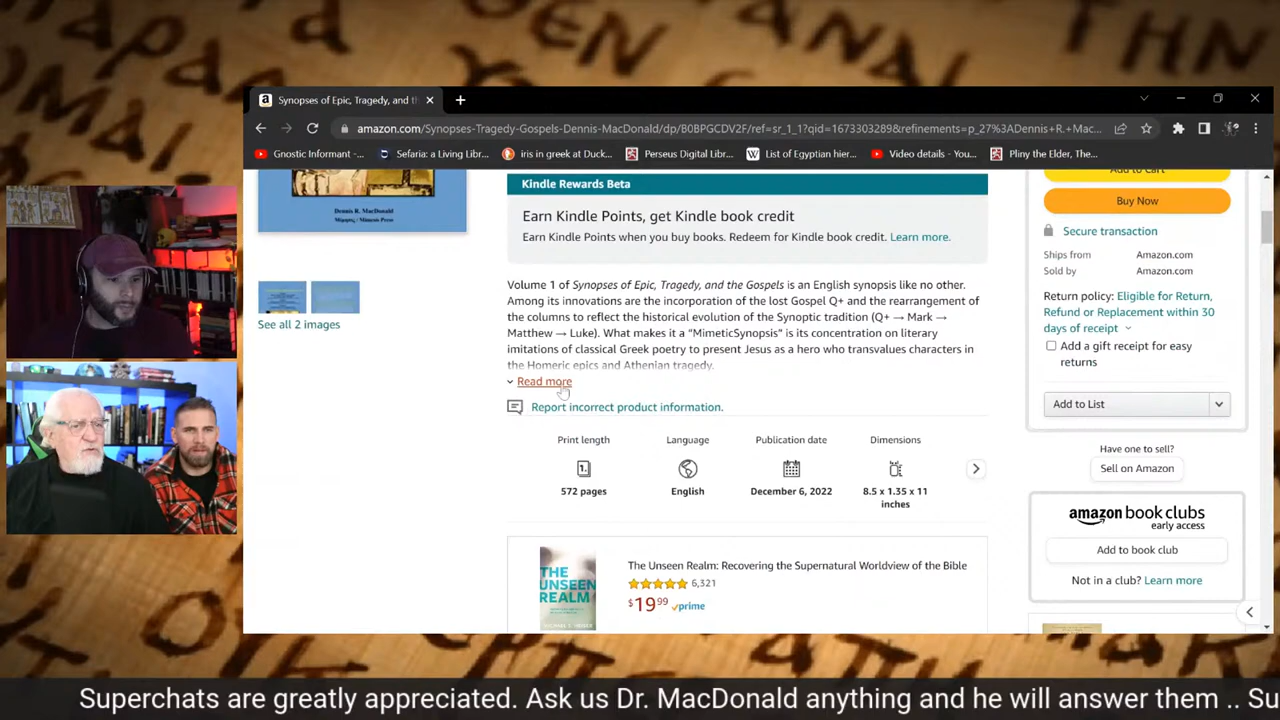 Synopses of Epic, Tragedy, and th
amazon.com/Synopses-Tragedy-Gospels-Dennis-MacDonald/dp/B0BPGCDV2F/ref=sr_1_1?qid=1673303289&refinements=p_27%3ADennis+R.+Mac...
Gnostic Informant -...
Sefaria: a Living Libr...
iris in greek at Duck...
Perseus Digital Libr...
List of Egyptian hier...
Video details - You...
Pliny the Elder, The...
Dennis R. MacDonald
See all 2 images
Kindle Rewards Beta
Earn Kindle Points, get Kindle book credit
Earn Kindle Points when you buy books. Redeem for Kindle book credit. Learn more.
Volume 1 of Synopses of Epic, Tragedy, and the Gospels is an English synopsis like no other.
Among its innovations are the incorporation of the lost Gospel Q+ and the rearrangement of
the columns to reflect the historical evolution of the Synoptic tradition (Q+ → Mark →
Matthew → Luke). What makes it a “MimeticSynopsis” is its concentration on literary
imitations of classical Greek poetry to present Jesus as a hero who transvalues characters in
the Homeric epics and Athenian tragedy.
Read more
Report incorrect product information.
Print length
572 pages
Language
English
Publication date
December 6, 2022
Dimensions
8.5 x 1.35 x 11
inches
THE
UNSEEN
REALM
The Unseen Realm: Recovering the Supernatural Worldview of the Bible
6,321
$1999 prime
Add to Cart
Buy Now
Secure transaction
Ships from Amazon.com
Sold by Amazon.com
Return policy: Eligible for Return,
Refund or Replacement within 30
days of receipt
Add a gift receipt for easy
returns
Add to List
Have one to sell?
Sell on Amazon
amazon book clubs
early access
Add to book club
Not in a club? Learn more
Superchats are greatly appreciated. Ask us Dr. MacDonald anything and he will answer them .. Su